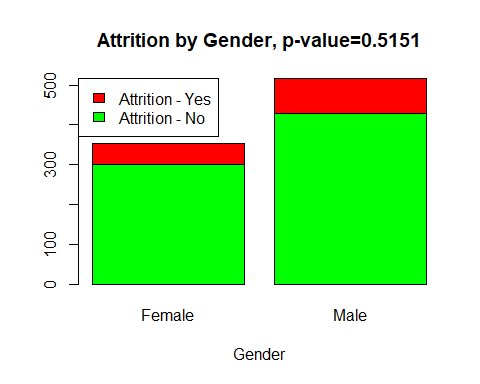 Attrition by Gender, p-value=0.5151
500
300
100
0
Attrition - Yes
Attrition - No
Female Male
Gender